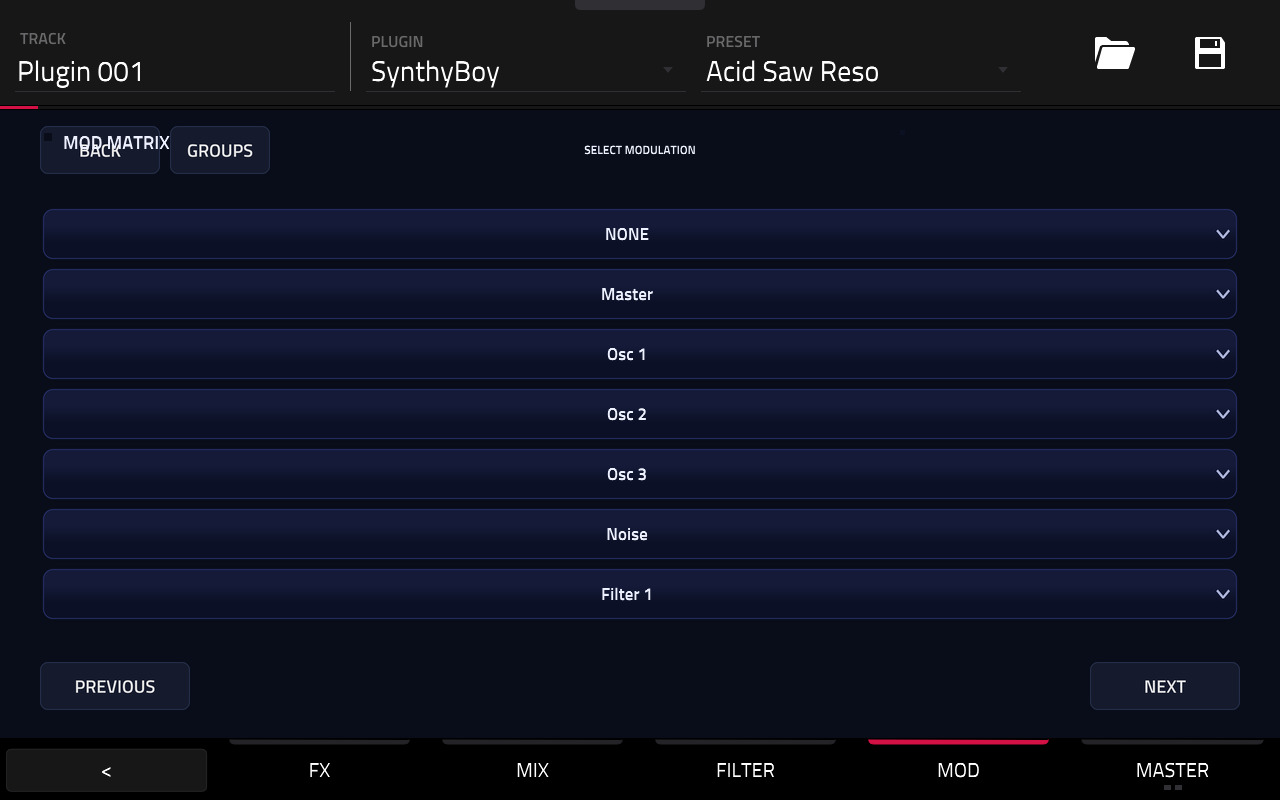 TRACK
Plugin 001
PLUGIN
SynthyBoy
PRESET
Acid Saw Reso
MOD MATRIX
BACK
GROUPS
SELECT MODULATION
NONE
Master
Osc 1
Osc 2
Osc 3
Noise
Filter 1
PREVIOUS
NEXT
<
FX
MIX
FILTER
MOD
MASTER